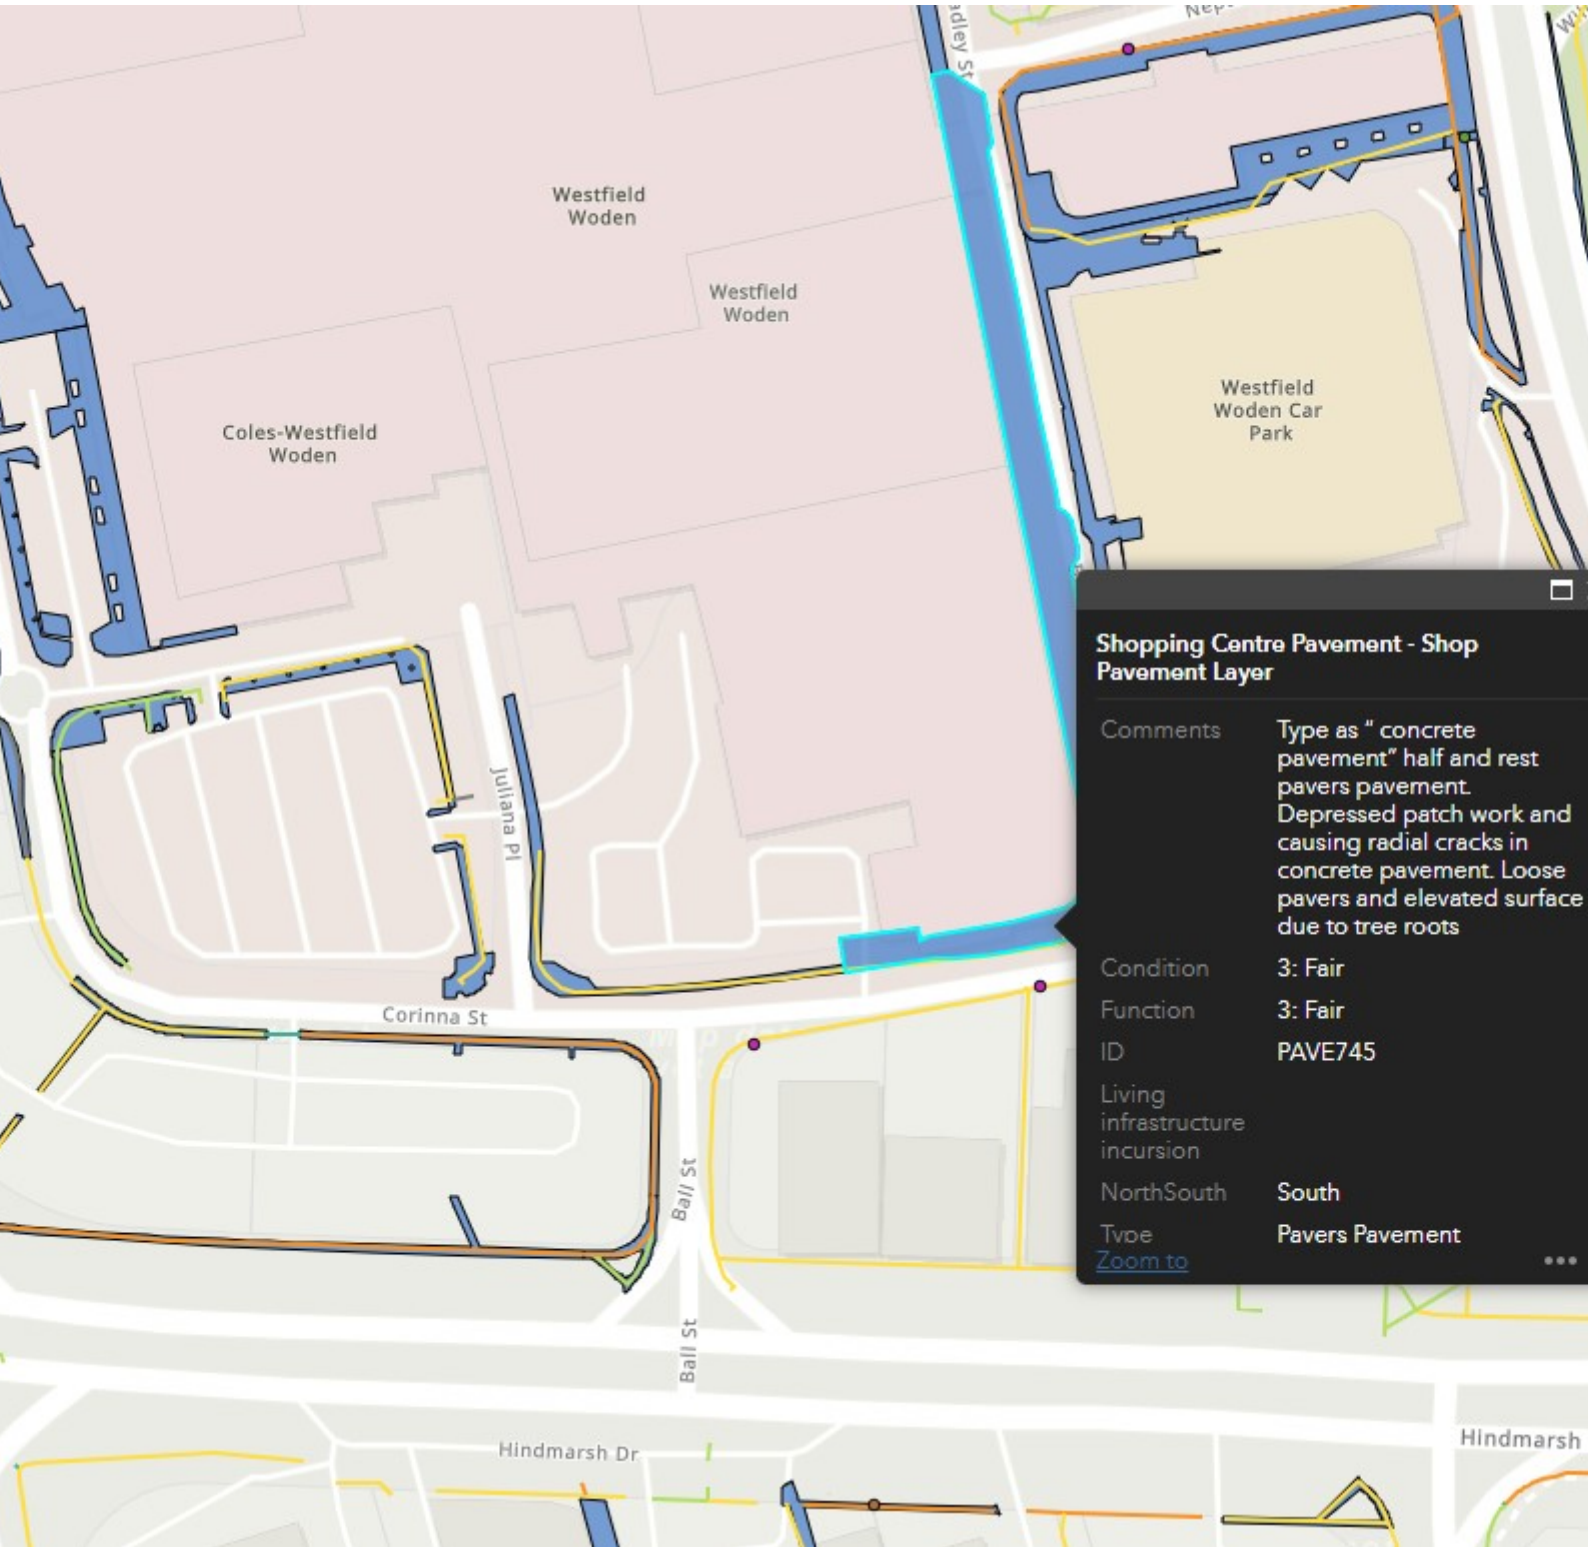 adley St
Nep
Westfield
Woden
Westfield
Woden
Coles-Westfield
Woden
Westfield
Woden Car
Park
Juliana Pl
Corinna St
Ball St
Ball St
Hindmarsh Dr
Hindmarsh
Shopping Centre Pavement - Shop
Pavement Layer
Comments
Type as “ concrete
pavement” half and rest
pavers pavement.
Depressed patch work and
causing radial cracks in
concrete pavement. Loose
pavers and elevated surface
due to tree roots
Condition
3: Fair
Function
3: Fair
ID
PAVE745
Living
infrastructure
incursion
NorthSouth
South
Type
Pavers Pavement
Zoom to